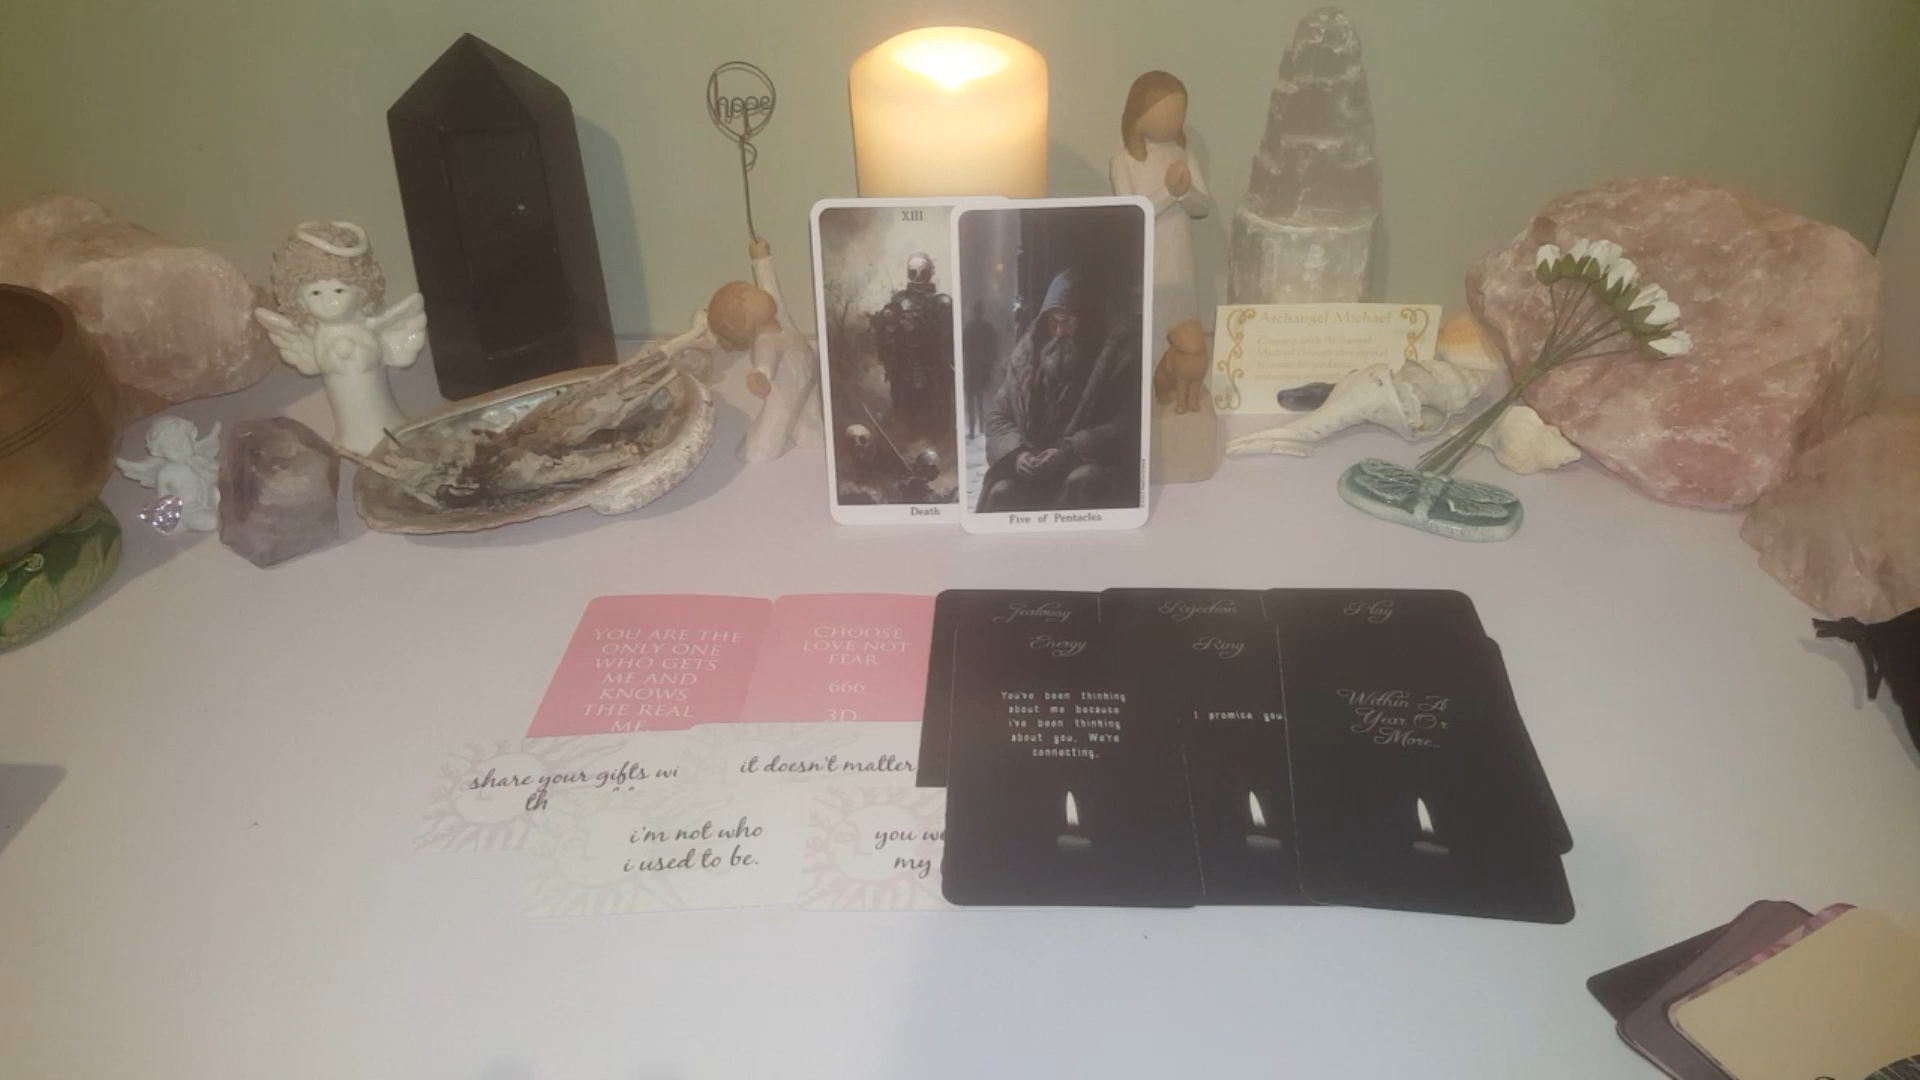 hope
XIII
Death
Five of Pentacles
Archangel Michael
YOU ARE THE
ONLY ONE
WHO GETS
ME AND
KNOWS
THE REAL
ME.
CHOOSE
LOVE NOT
FEAR
666
3D
Jealousy
Energy
You've been thinking
about me because
i've been thinking
about you. We're
connecting.
Rejection
Ring
I promise you
Play
Within A
Year Or
More...
share your gifts wi
th
it doesn't matter
i'm not who
i used to be.
you we
my